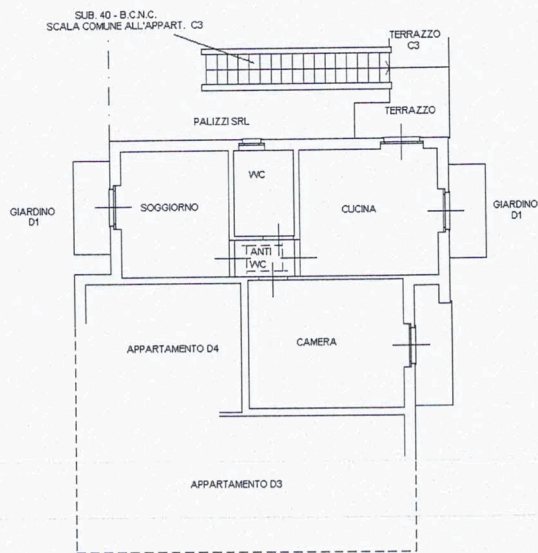 SUB. 40 - B.C.N.C.
SCALA COMUNE ALL'APPART. C3
TERRAZZO
C3
PALIZZI SRL
TERRAZZO
WC
SOGGIORNO
CUCINA
GIARDINO
D1
GIARDINO
D1
ANTI
WC
CAMERA
APPARTAMENTO D4
APPARTAMENTO D3